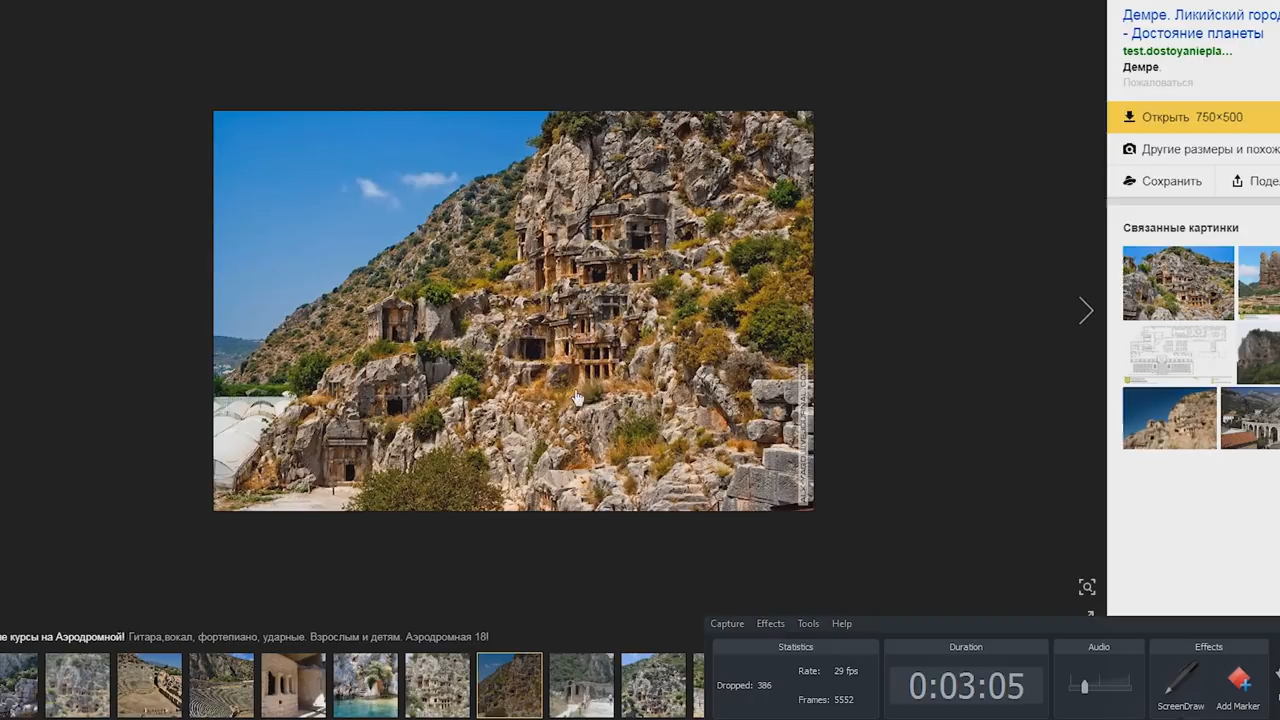 Демре. Ликийский город
- Достояние планеты
test.dostoyaniepla...
Демре.
Пожаловаться
Открыть 750×500
Другие размеры и похож
Сохранить
Поде
Связанные картинки
ые курсы на Аэродромной! Гитара,вокал, фортепиано, ударные. Взрослым и детям. Аэродромная 18!
Capture Effects Tools Help
Statistics
Duration
Audio
Effects
Dropped: 386
Rate: 29 fps
Frames: 5552
0:03:05
ScreenDraw
Add Marker